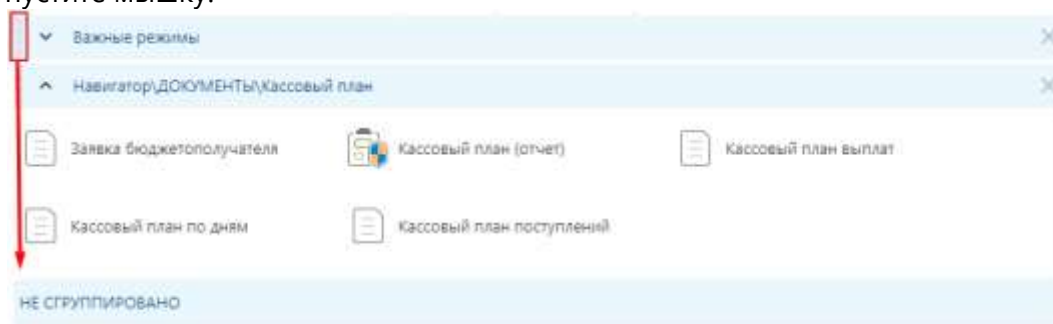 пустите мышку.
Важные режимы
Навигатор\ДОКУМЕНТЫ\Кассовый план
Заявка бюджетополучателя Кассовый план (отчет) Кассовый план выплат
Кассовый план по дням Кассовый план поступлений
НЕ СГРУППИРОВАНО